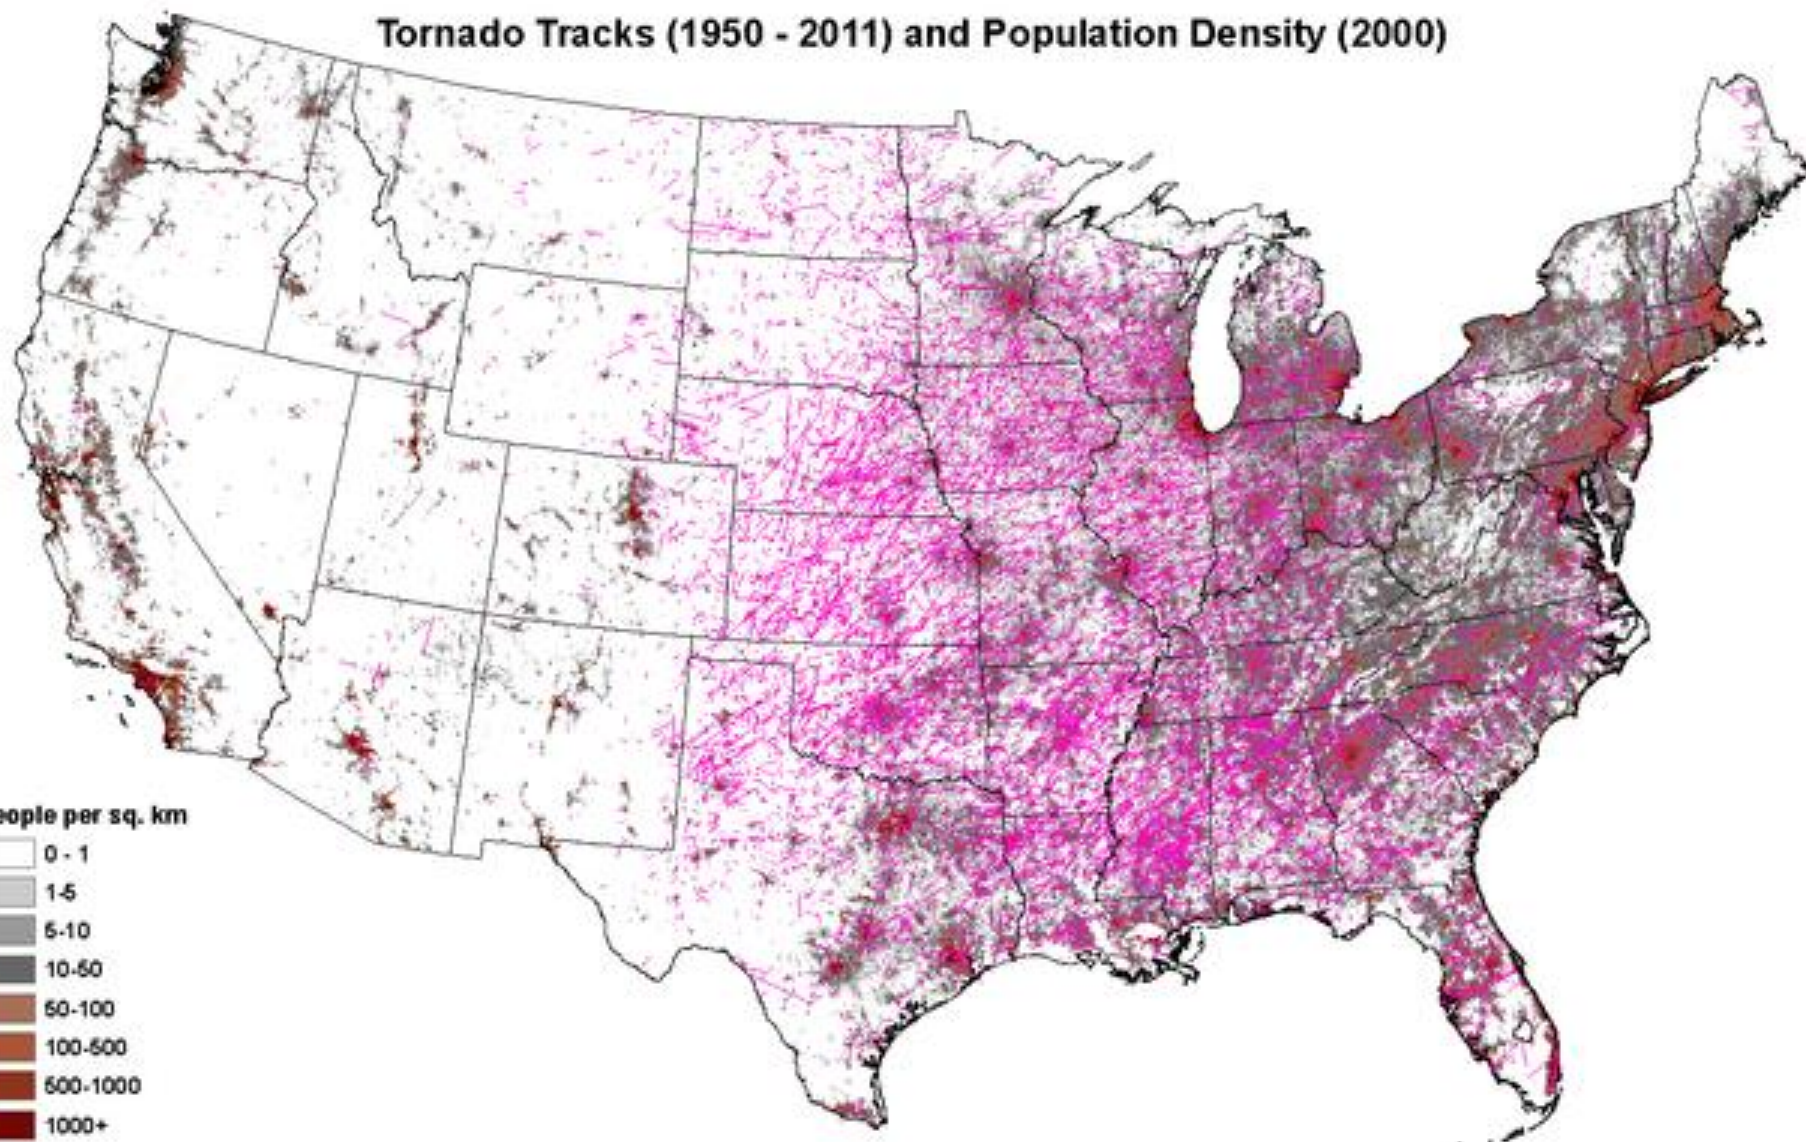 Tornado Tracks (1950 - 2011) and Population Density (2000)
eople per sq. km
0 - 1
1-5
5-10
10-50
50-100
100-500
500-1000
1000+